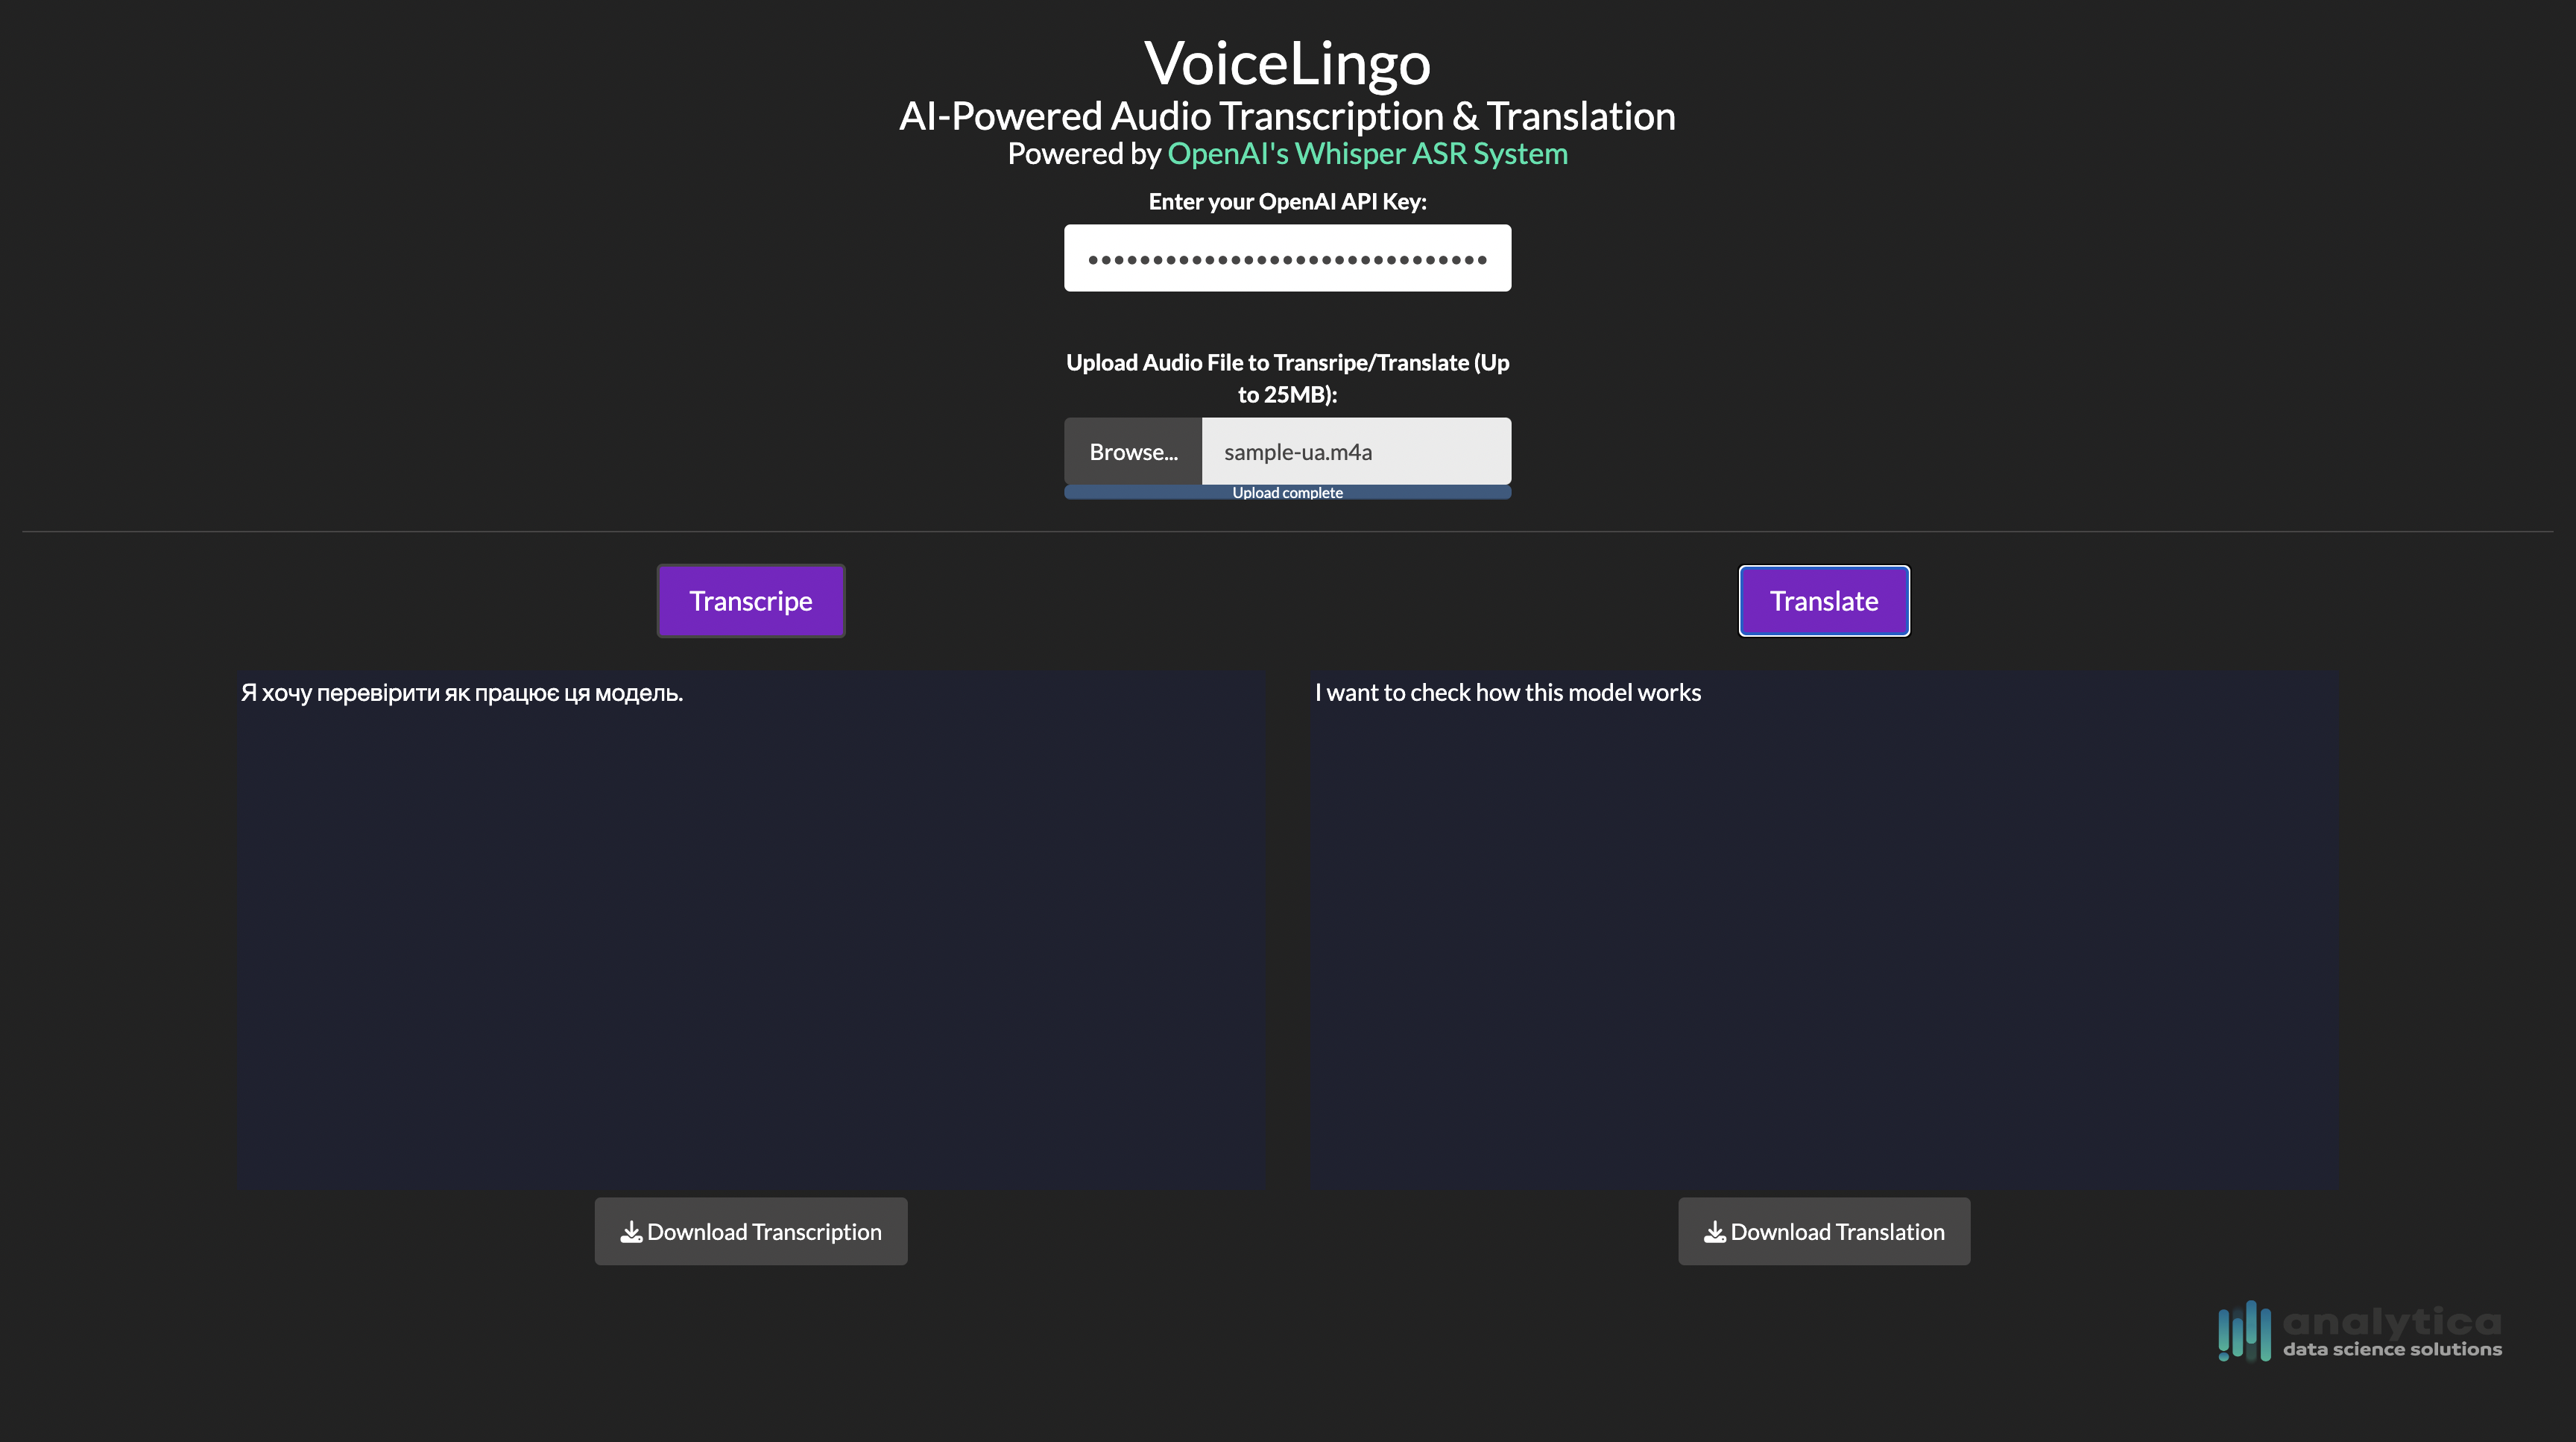 VoiceLingo
AI-Powered Audio Transcription & Translation
Powered by OpenAI's Whisper ASR System
Enter your OpenAI API Key:
Upload Audio File to Transripe/Translate (Up
to 25MB):
Browse... sample-ua.m4a
Upload complete
Transcripe
Translate
Я хочу перевірити як працює ця модель.
I want to check how this model works
Download Transcription
Download Translation
analytica
data science solutions